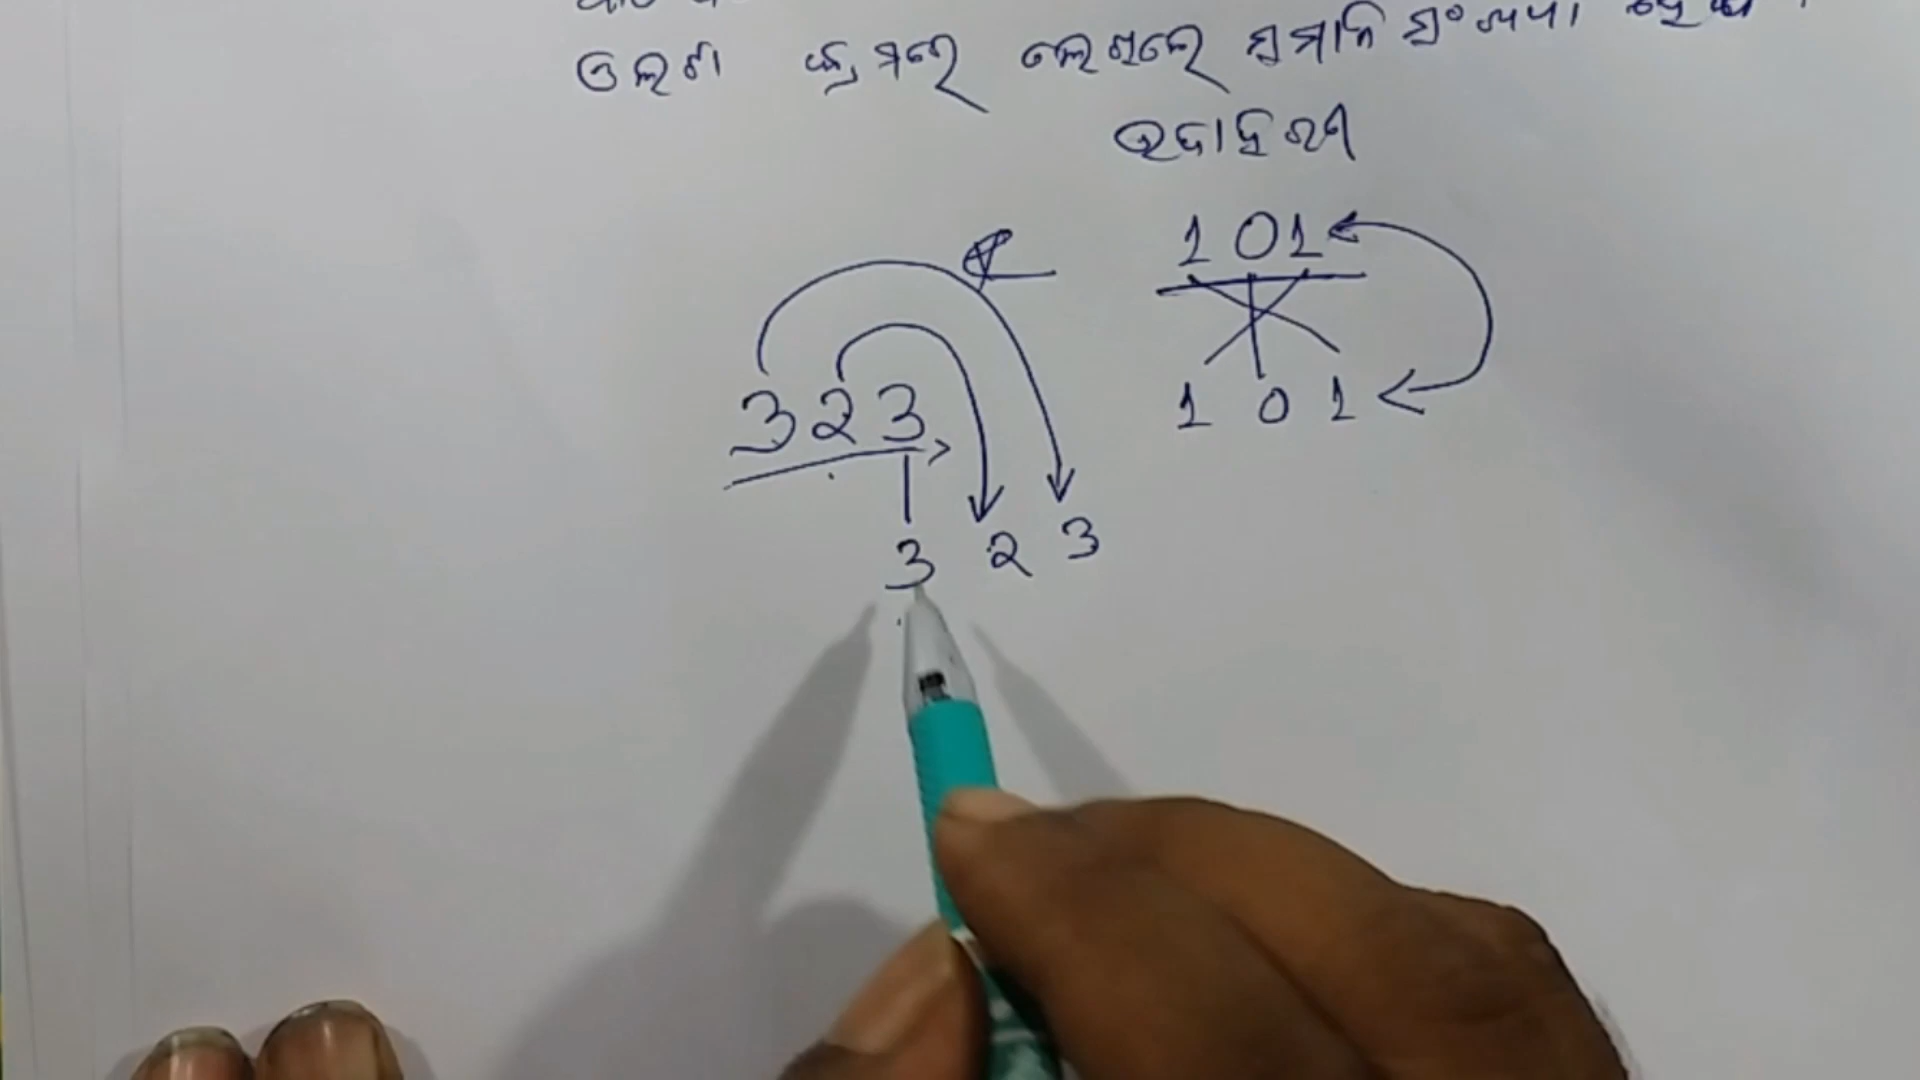 ଓଲଟା କ୍ରମରେ ଲେଖିଲେ ସମାନ ସଂଖ୍ୟା
ଉଦାହରଣ
101
323
101
3 2 3